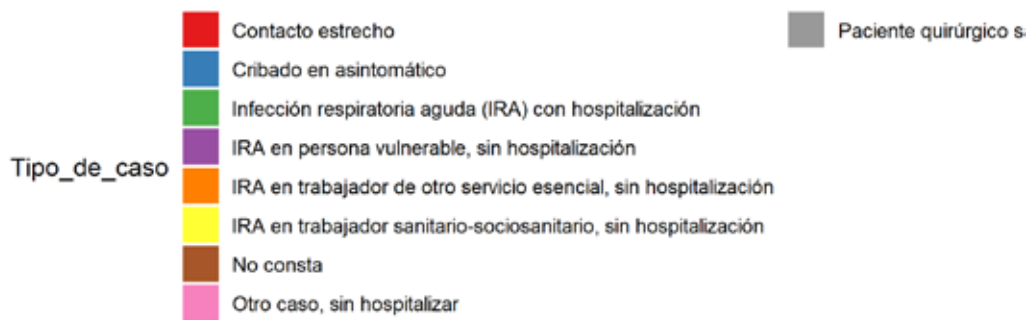 Contacto estrecho
Cribado en asintomático
Infección respiratoria aguda (IRA) con hospitalización
IRA en persona vulnerable, sin hospitalización
Tipo_de_caso
IRA en trabajador de otro servicio esencial, sin hospitalización
IRA en trabajador sanitario-sociosanitario, sin hospitalización
No consta
Otro caso, sin hospitalizar
Paciente quirúrgico